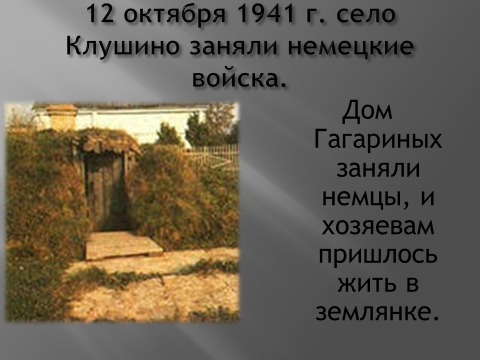 12 октября 1941 г. село
Клушино заняли немецкие
войска.
Дом
Гагариных
заняли
немцы, и
хозяевам
пришлось
жить в
землянке.